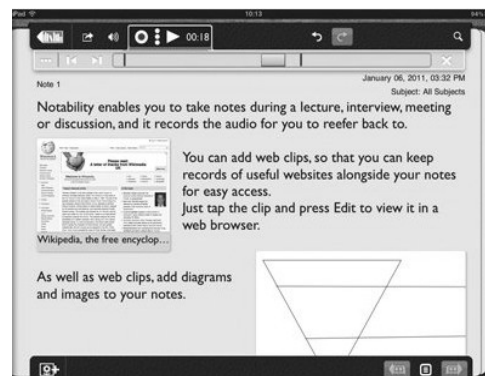 iPad
10:13
94%
00:18
Note 1
January 06, 2011, 03:32 PM
Subject: All Subjects
Notability enables you to take notes during a lecture, interview, meeting
or discussion, and it records the audio for you to reefer back to.
You can add web clips, so that you can keep
records of useful websites alongside your notes
for easy access.
Just tap the clip and press Edit to view it in a
web browser.
Wikipedia, the free encyclop...
As well as web clips, add diagrams
and images to your notes.